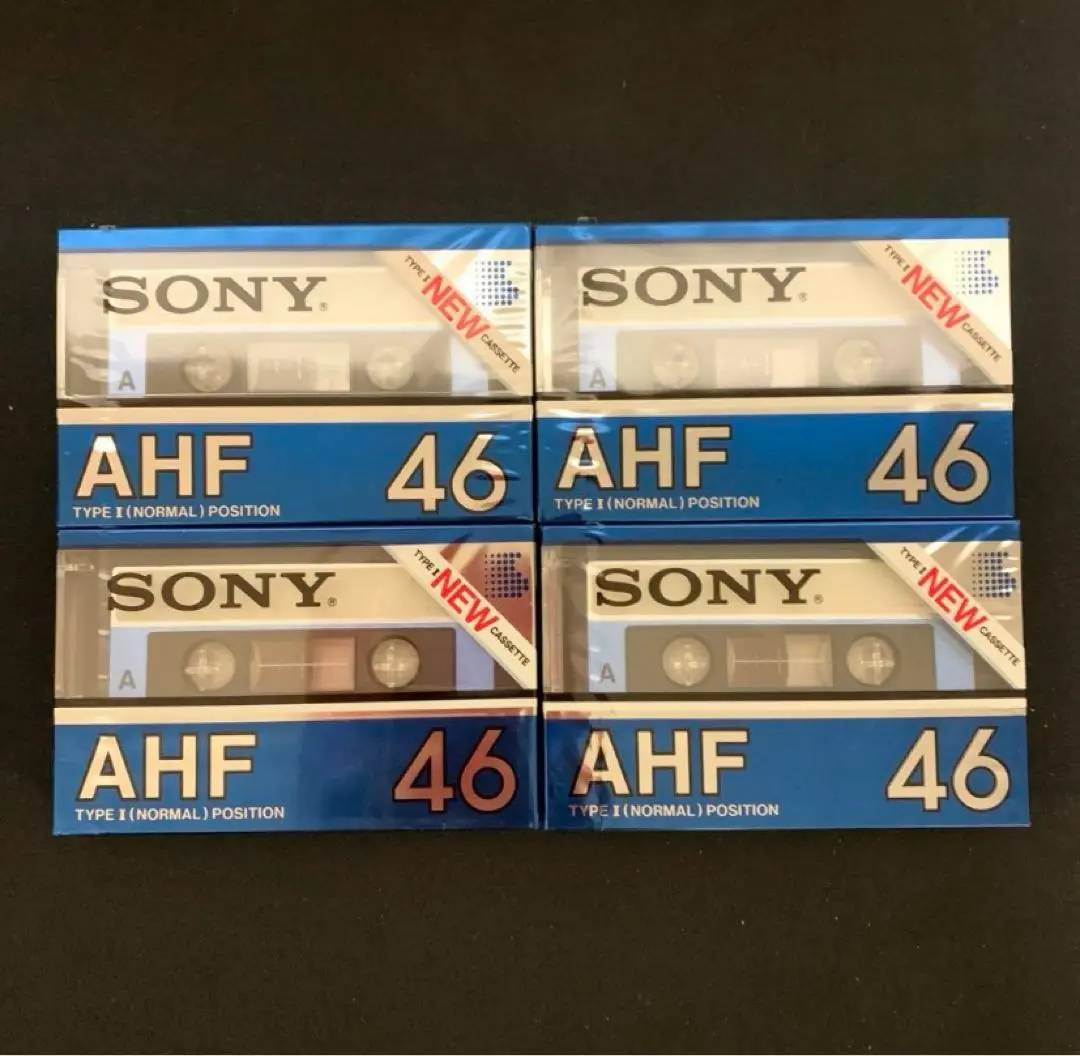 SONY®
TYPE I NEW CASSETTE
A
AHF 46
TYPE I (NORMAL) POSITION
SONY®
TYPE I NEW CASSETTE
A
AHF 46
TYPE I (NORMAL) POSITION
SONY®
TYPE I NEW CASSETTE
A
AHF 46
TYPE I (NORMAL) POSITION
SONY®
TYPE I NEW CASSETTE
A
AHF 46
TYPE I (NORMAL) POSITION